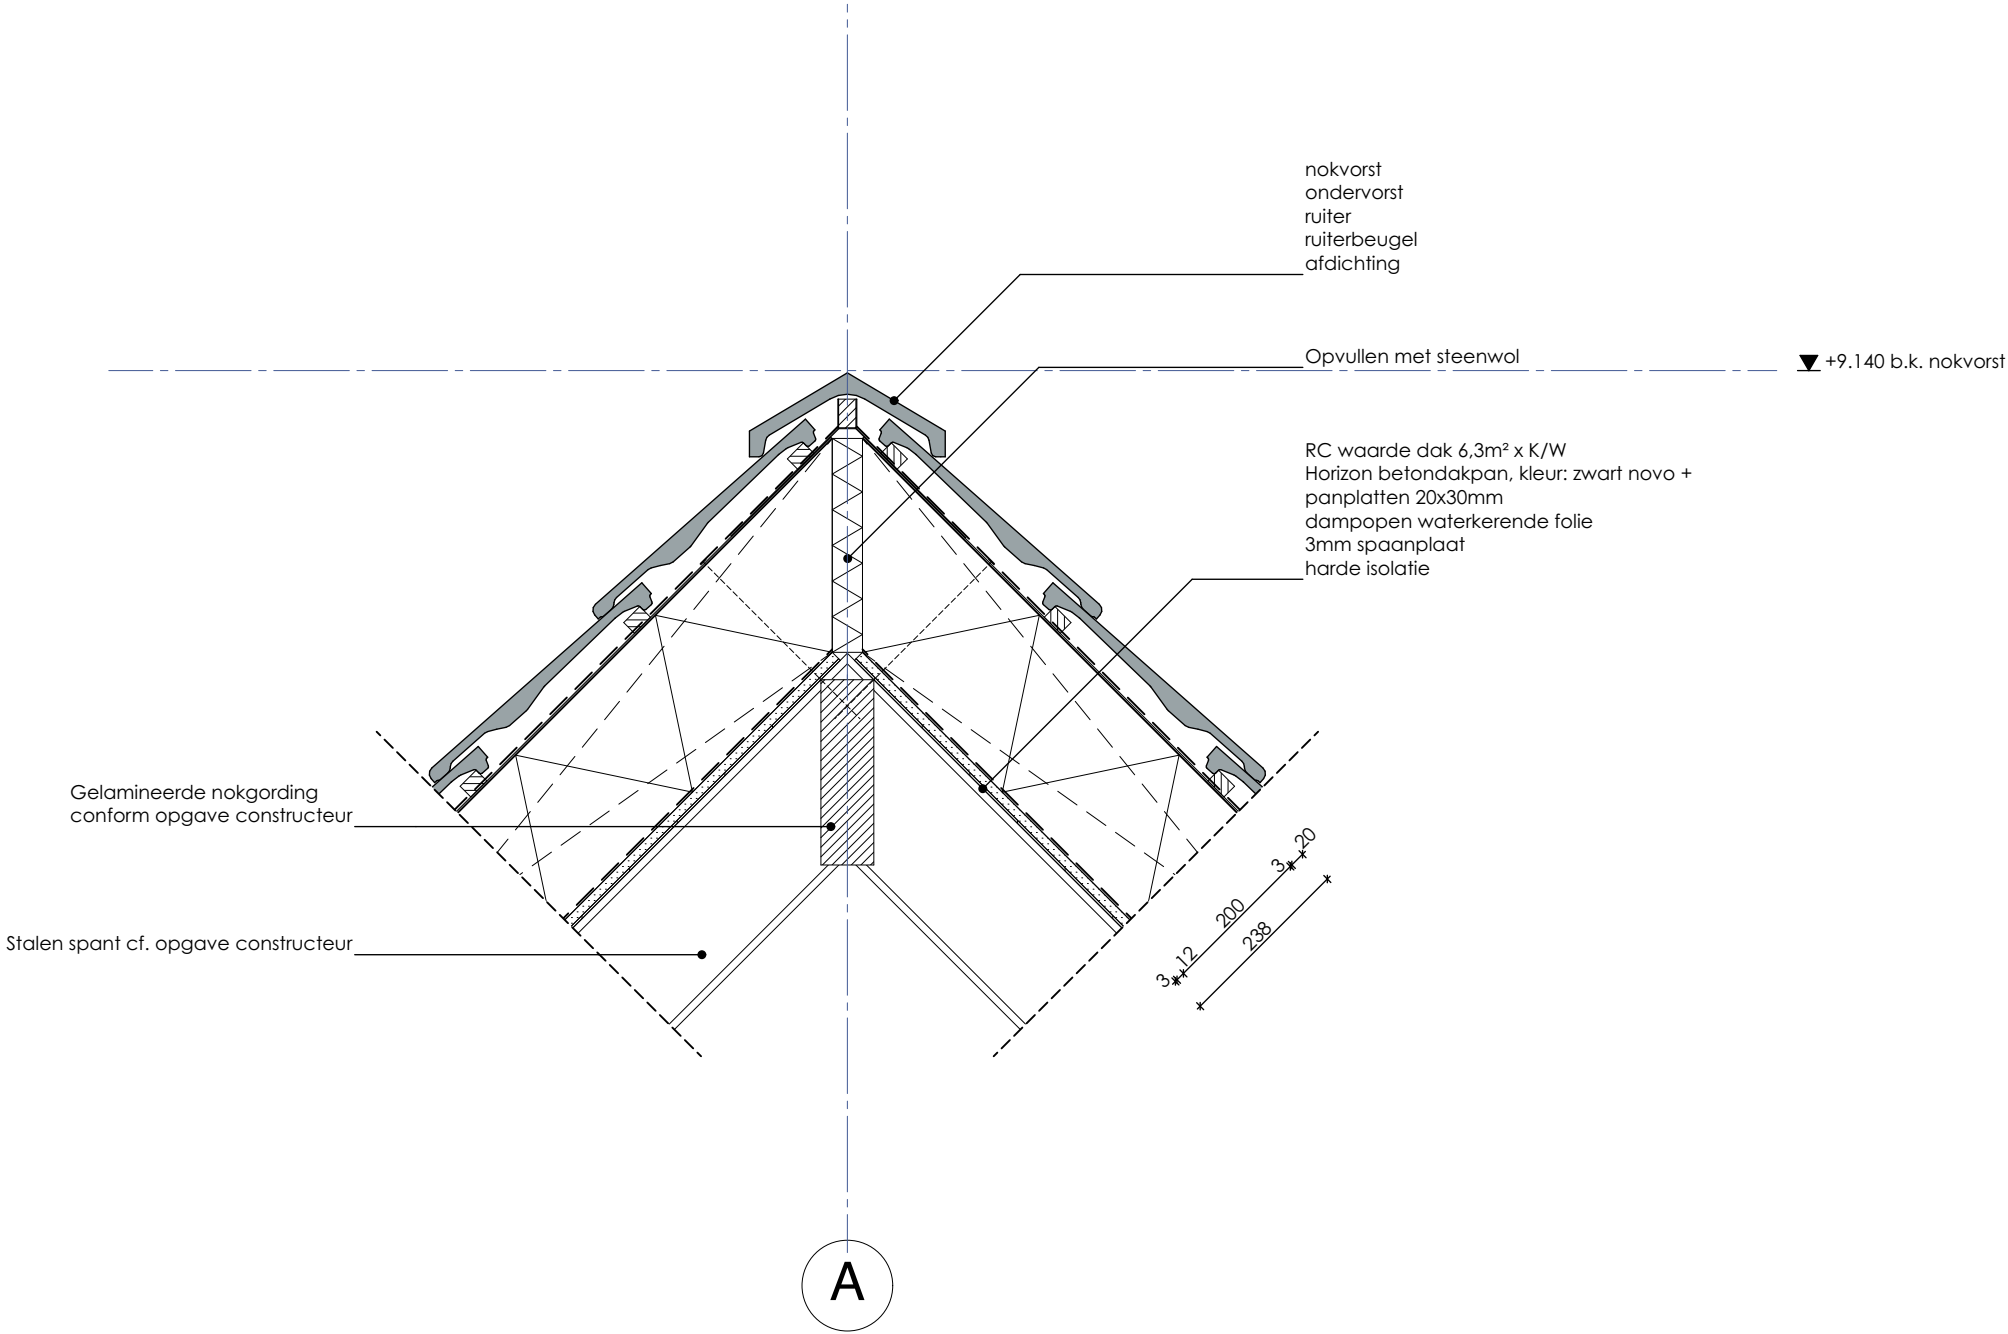 nokvorst
ondervorst
ruiter
ruiterbeugel
afdichting
Opvullen met steenwol
+9.140 b.k. nokvorst
RC waarde dak 6,3m² x K/W
Horizon betondakpan, kleur: zwart novo +
panplatten 20x30mm
dampopen waterkerende folie
3mm spaanplaat
harde isolatie
Gelamineerde nokgording
conform opgave constructeur
Stalen spant cf. opgave constructeur
3
12
200
3
20
238
A